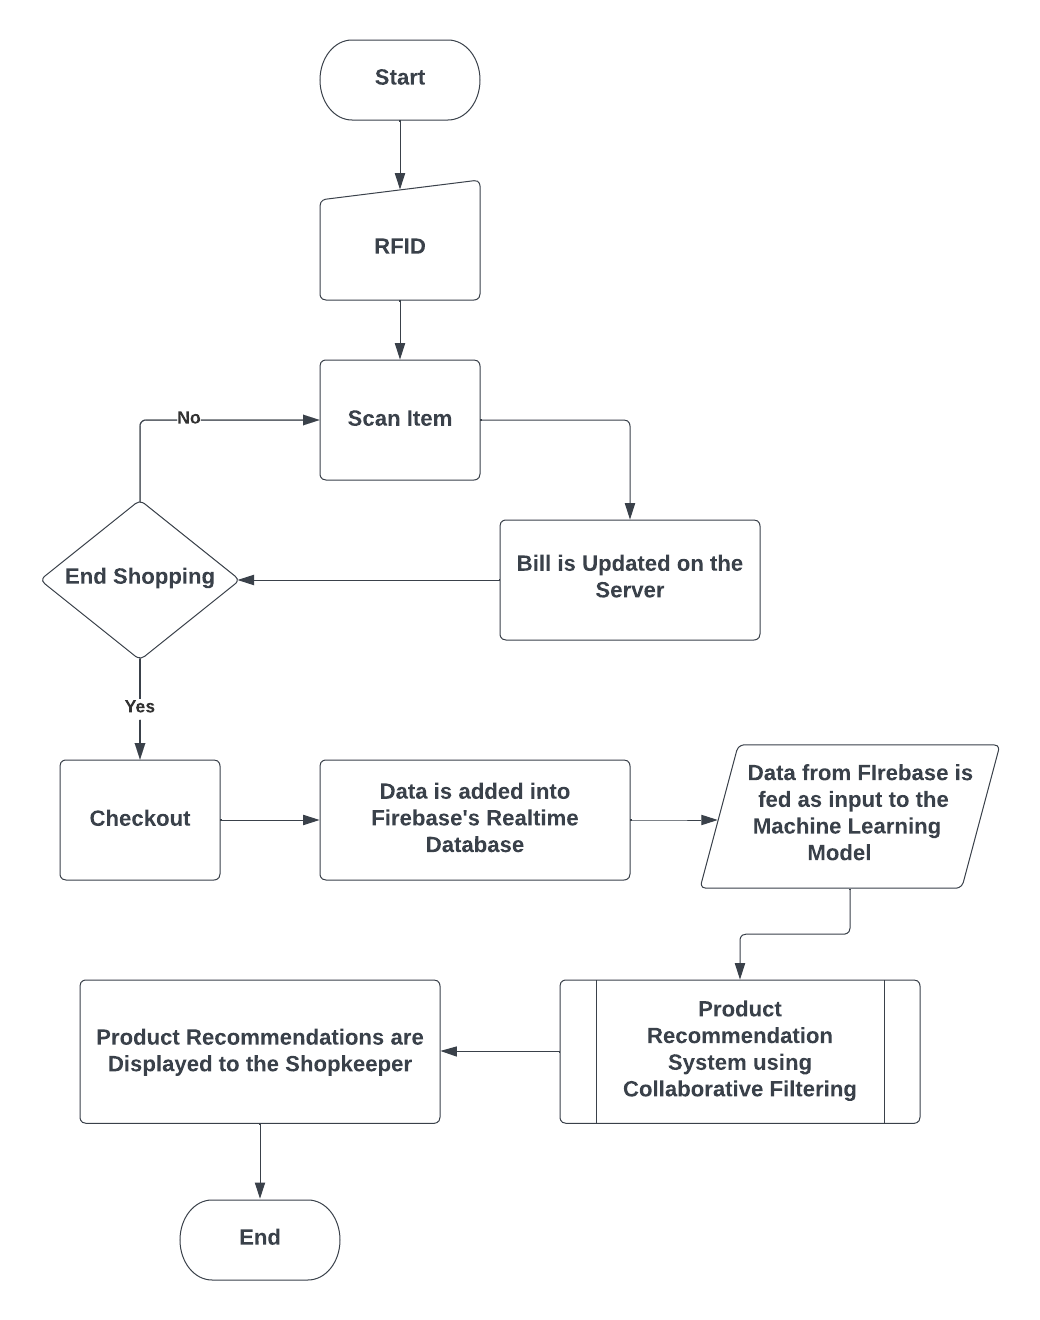 Start
RFID
Scan Item
No
Bill is Updated on the
Server
End Shopping
Yes
Checkout
Data is added into
Firebase's Realtime
Database
Data from FIrebase is
fed as input to the
Machine Learning
Model
Product
Recommendation
System using
Collaborative Filtering
Product Recommendations are
Displayed to the Shopkeeper
End